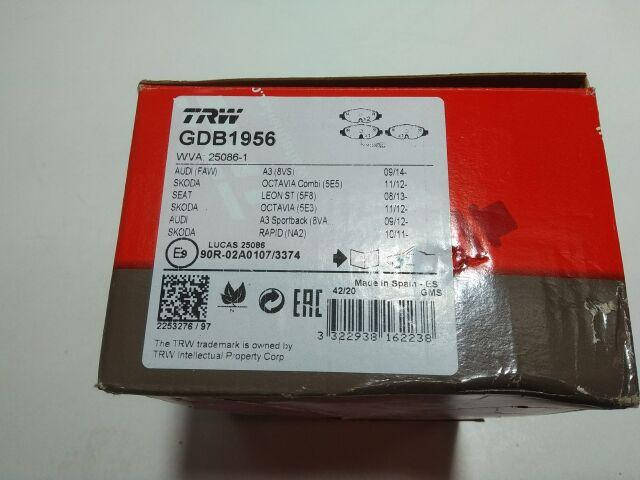 TRW
GDB1956
WVA: 25086-1
AUDI (FAW) A3 (8VS) 09/14-
SKODA OCTAVIA Combi (5E5) 11/12-
SEAT LEON ST (5F8) 08/13-
SKODA OCTAVIA (5E3) 11/12-
AUDI A3 Sportback (8VA 09/12-
SKODA RAPID (NA2) 10/11-
LUCAS 25086
E9 90R-02A0107/3374
Made in Spain - ES
42/20 GMS
EAC
2253276 / 97
3 322938 162238
The TRW trademark is owned by
TRW Intellectual Property Corp